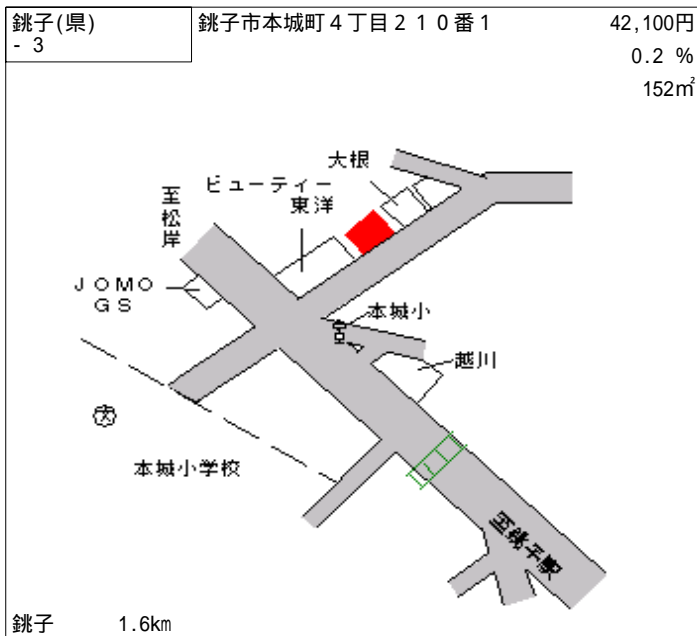 銚子(県)
- 3
銚子市本城町４丁目２１０番１
42,100円
0.2 %
152㎡
大根
ビューティー
東洋
至松岸
ＪＯＭＯ
ＧＳ
本城小
越川
文
本城小学校
至銚子駅
銚子 1.6km